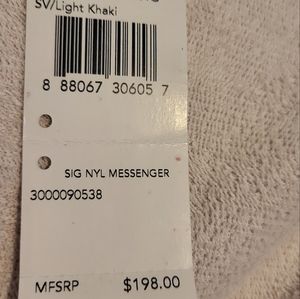 SV/Light Khaki
8 88067 30605 7
SIG NYL MESSENGER
3000090538
MFSRP $198.00